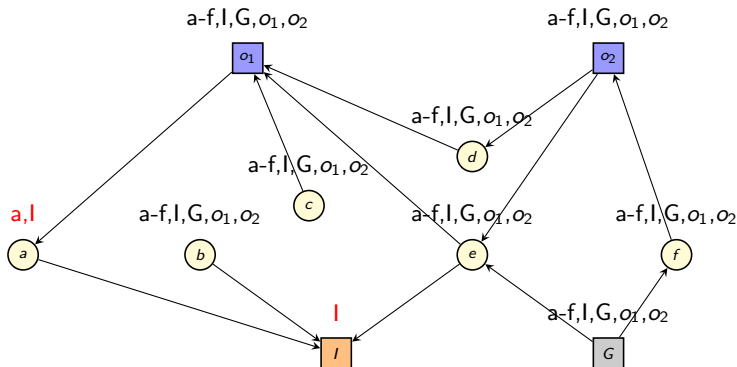 a-f,I,G,o₁,o₂ a-f,I,G,o₁,o₂
o₁ o₂
a-f,I,G,o₁,o₂
d
a-f,I,G,o₁,o₂
c
a,I a-f,I,G,o₁,o₂ a-f,I,G,o₁,o₂ a-f,I,G,o₁,o₂
a b e f
I a-f,I,G,o₁,o₂
I G